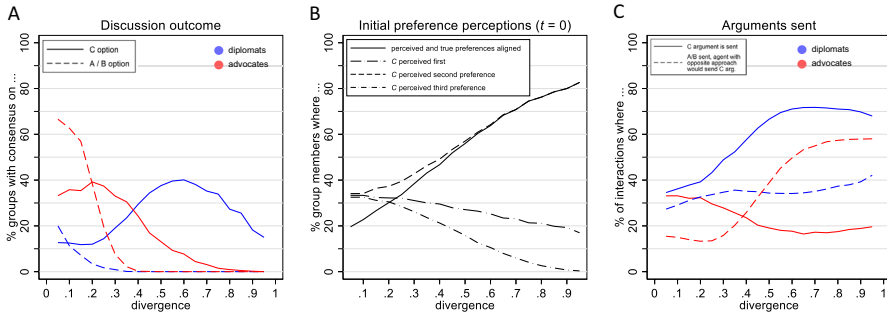 A
Discussion outcome
% groups with consensus on ...
0 20 40 60 80 100
C option
A / B option
diplomats
advocates
0 .1 .2 .3 .4 .5 .6 .7 .8 .9 1
divergence
B
Initial preference perceptions (t = 0)
% group members where ...
0 20 40 60 80 100
perceived and true preferences aligned
C perceived first
C perceived second preference
C perceived third preference
.1 .2 .3 .4 .5 .6 .7 .8 .9
divergence
C
Arguments sent
% of interactions where ...
0 20 40 60 80 100
C argument is sent
A/B sent, agent with
opposite approach
would send C arg.
diplomats
advocates
0 .1 .2 .3 .4 .5 .6 .7 .8 .9 1
divergence